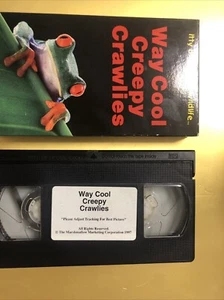 Way Cool
Creepy
Crawlies
Way Cool
Creepy
Crawlies
"Please Adjust Tracking For Best Picture"
All Rights Reserved
© The Marshmallow Marketing Corporation 1997